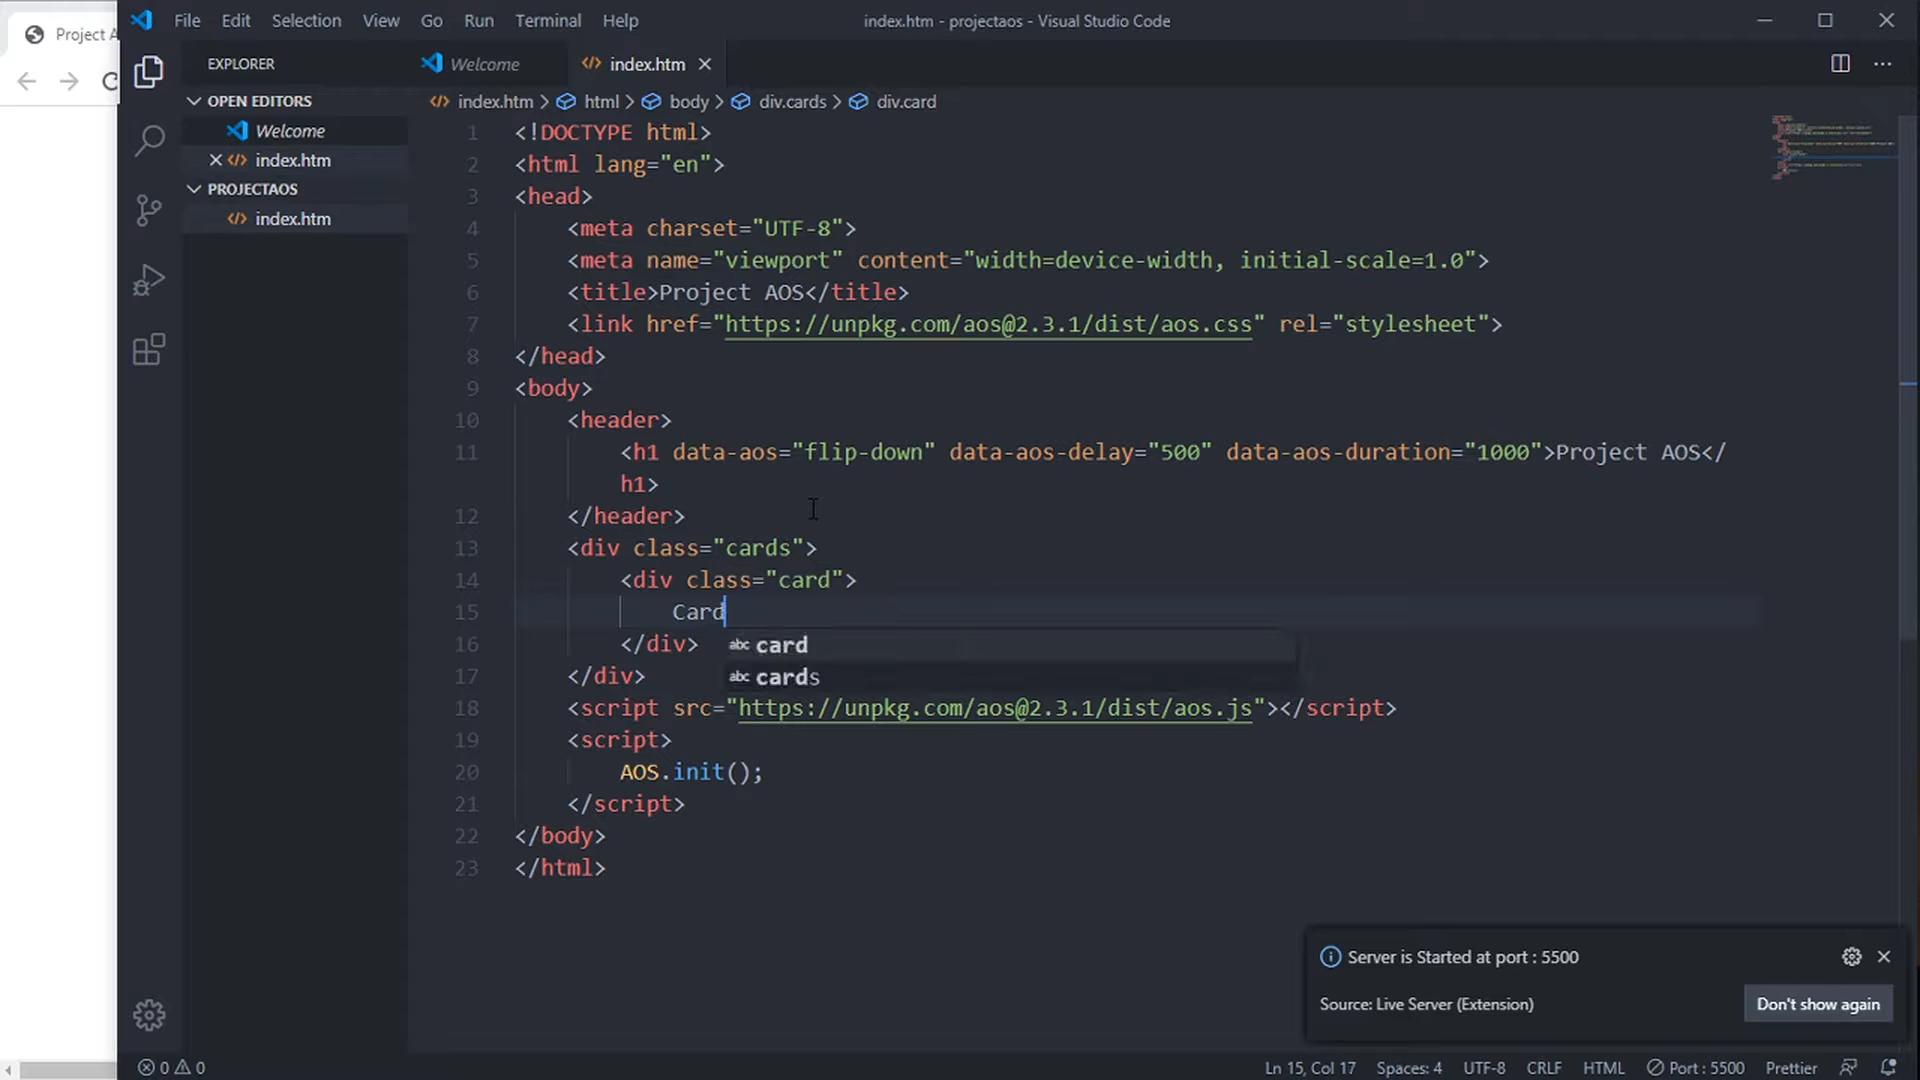 Project A
File Edit Selection View Go Run Terminal Help
index.htm - projectaos - Visual Studio Code
EXPLORER
OPEN EDITORS
Welcome
index.htm
PROJECTAOS
index.htm
Welcome
index.htm
index.htm > html > body > div.cards > div.card
1 <!DOCTYPE html>
2 <html lang="en">
3 <head>
4 <meta charset="UTF-8">
5 <meta name="viewport" content="width=device-width, initial-scale=1.0">
6 <title>Project AOS</title>
7 <link href="https://unpkg.com/aos@2.3.1/dist/aos.css" rel="stylesheet">
8 </head>
9 <body>
10 <header>
11 <h1 data-aos="flip-down" data-aos-delay="500" data-aos-duration="1000">Project AOS</
h1>
12 </header>
13 <div class="cards">
14 <div class="card">
15 Card
16 </div>
abc card
17 </div>
abc cards
18 <script src="https://unpkg.com/aos@2.3.1/dist/aos.js"></script>
19 <script>
20 AOS.init();
21 </script>
22 </body>
23 </html>
Server is Started at port : 5500
Source: Live Server (Extension)
Don't show again
0 0
Ln 15, Col 17 Spaces: 4 UTF-8 CRLF HTML Port : 5500 Prettier